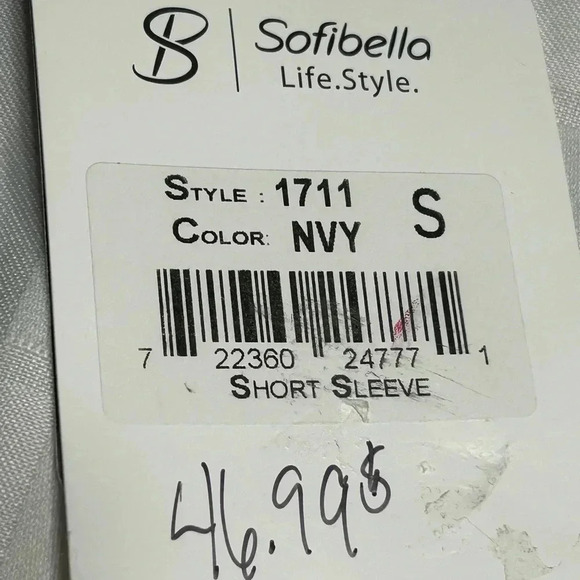 Sofibella
Life.Style.
STYLE : 1711
COLOR: NVY
S
7 22360 24777 1
SHORT SLEEVE
46.99$